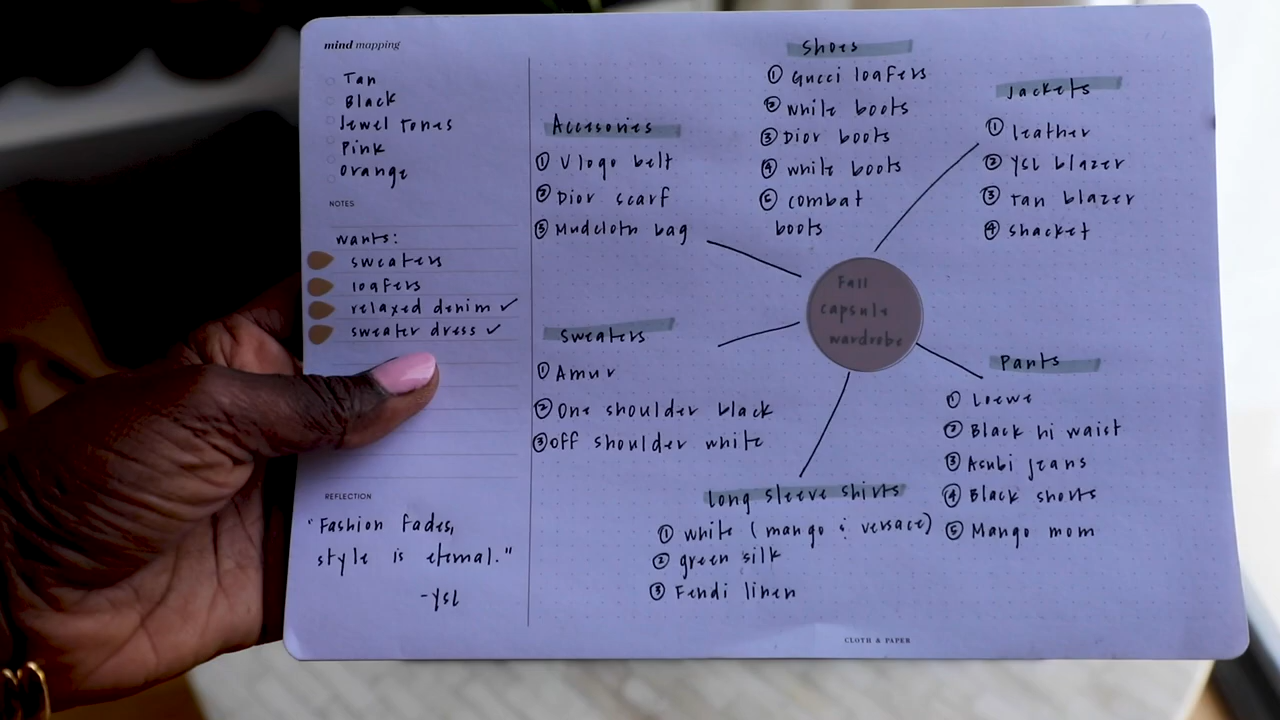 mind mapping
Tan
Black
Jewel tones
Pink
orange
NOTES
wants:
sweaters
loafers
relaxed denim ✓
sweater dress ✓
REFLECTION
"Fashion fades,
style is eternal."
-YSL
Accesories
① V logo belt
② Dior scarf
③ Mudcloth bag
Shoes
① Gucci loafers
② white boots
③ Dior boots
④ white boots
⑤ combat
boots
Jackets
① leather
② YSL blazer
③ Tan blazer
④ shacket
Fall
capsule
wardrobe
Sweaters
① Amur
② One shoulder black
③ Off shoulder white
Pants
① Loewe
② Black hi waist
③ Asubi jeans
④ Black shorts
⑤ Mango mom
Long sleeve shirts
① white (mango & versace)
② green silk
③ Fendi linen
CLOTH & PAPER